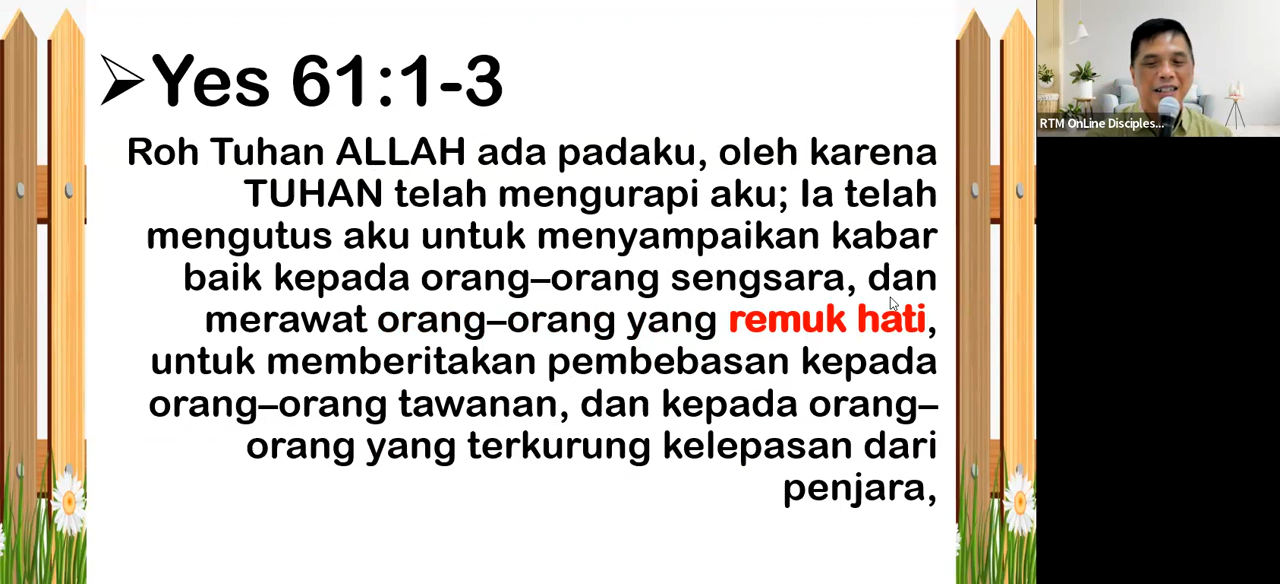 Yes 61:1-3
Roh Tuhan ALLAH ada padaku, oleh karena
TUHAN telah mengurapi aku; Ia telah
mengutus aku untuk menyampaikan kabar
baik kepada orang–orang sengsara, dan
merawat orang–orang yang remuk hati,
untuk memberitakan pembebasan kepada
orang–orang tawanan, dan kepada orang–
orang yang terkurung kelepasan dari
penjara,
RTM OnLine Disciples...